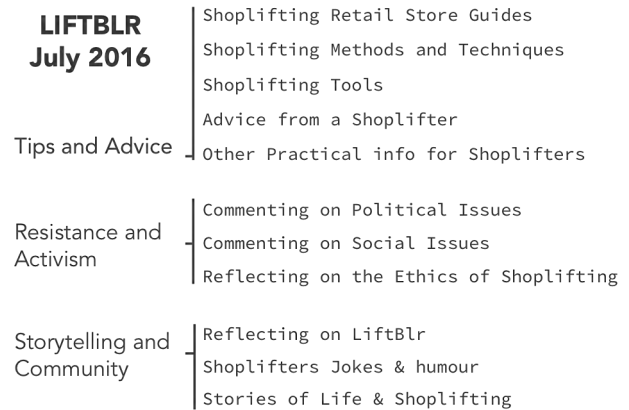 LIFTBLR
July 2016
Shoplifting Retail Store Guides
Shoplifting Methods and Techniques
Shoplifting Tools
Advice from a Shoplifter
Tips and Advice
Other Practical info for Shoplifters
Commenting on Political Issues
Resistance and
Activism
Commenting on Social Issues
Reflecting on the Ethics of Shoplifting
Storytelling and
Community
Reflecting on LiftBlr
Shoplifters Jokes & humour
Stories of Life & Shoplifting